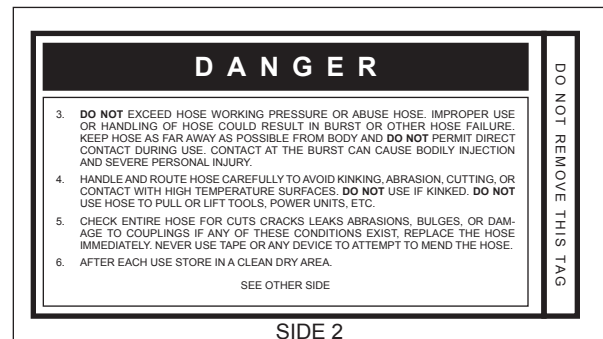 DANGER
3. DO NOT EXCEED HOSE WORKING PRESSURE OR ABUSE HOSE. IMPROPER USE
OR HANDLING OF HOSE COULD RESULT IN BURST OR OTHER HOSE FAILURE.
KEEP HOSE AS FAR AWAY AS POSSIBLE FROM BODY AND DO NOT PERMIT DIRECT
CONTACT DURING USE. CONTACT AT THE BURST CAN CAUSE BODILY INJECTION
AND SEVERE PERSONAL INJURY.
4. HANDLE AND ROUTE HOSE CAREFULLY TO AVOID KINKING, ABRASION, CUTTING, OR
CONTACT WITH HIGH TEMPERATURE SURFACES. DO NOT USE IF KINKED. DO NOT
USE HOSE TO PULL OR LIFT TOOLS, POWER UNITS, ETC.
5. CHECK ENTIRE HOSE FOR CUTS CRACKS LEAKS ABRASIONS, BULGES, OR DAM-
AGE TO COUPLINGS IF ANY OF THESE CONDITIONS EXIST, REPLACE THE HOSE
IMMEDIATELY. NEVER USE TAPE OR ANY DEVICE TO ATTEMPT TO MEND THE HOSE.
6. AFTER EACH USE STORE IN A CLEAN DRY AREA.
SEE OTHER SIDE
DO NOT REMOVE THIS TAG
SIDE 2